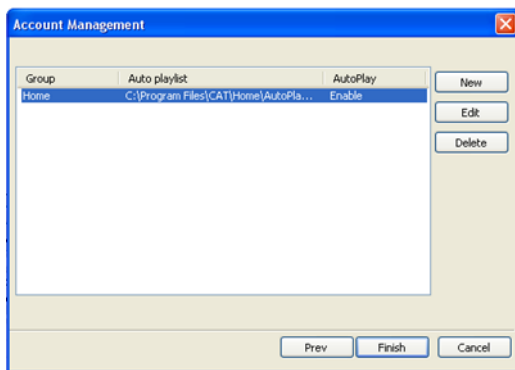 Account Management
Group Auto playlist AutoPlay
Home C:\Program Files\CAT\Home\AutoPla... Enable
New
Edit
Delete
Prev Finish Cancel